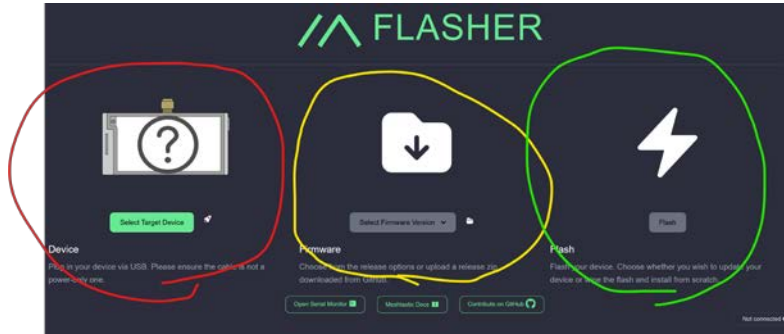 FLASHER
Select Target Device
Select Firmware Version
Flash
Device
Plug in your device via USB. Please ensure the cable is not a
power-only one.
Firmware
Choose from the release options or upload a release zip
downloaded from GitHub.
Flash
Flash your device. Choose whether you wish to update your
device or wipe the flash and install from scratch.
Open Serial Monitor
Meshtastic Docs
Contribute on GitHub
Not connected